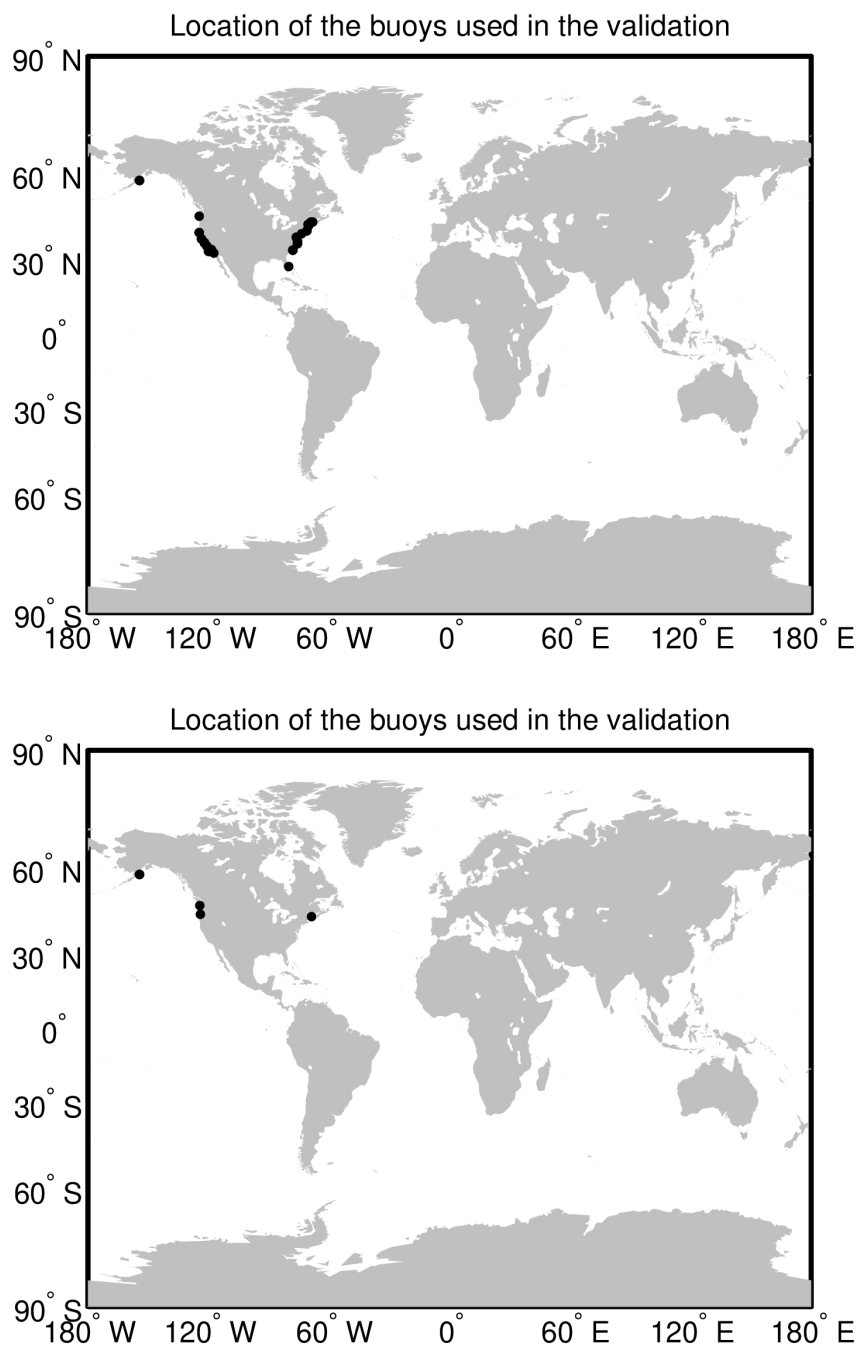 Location of the buoys used in the validation
90° N
60° N
30° N
0°
30° S
60° S
90° S
180° W 120° W 60° W 0° 60° E 120° E 180° E
Location of the buoys used in the validation
90° N
60° N
30° N
0°
30° S
60° S
90° S
180° W 120° W 60° W 0° 60° E 120° E 180° E